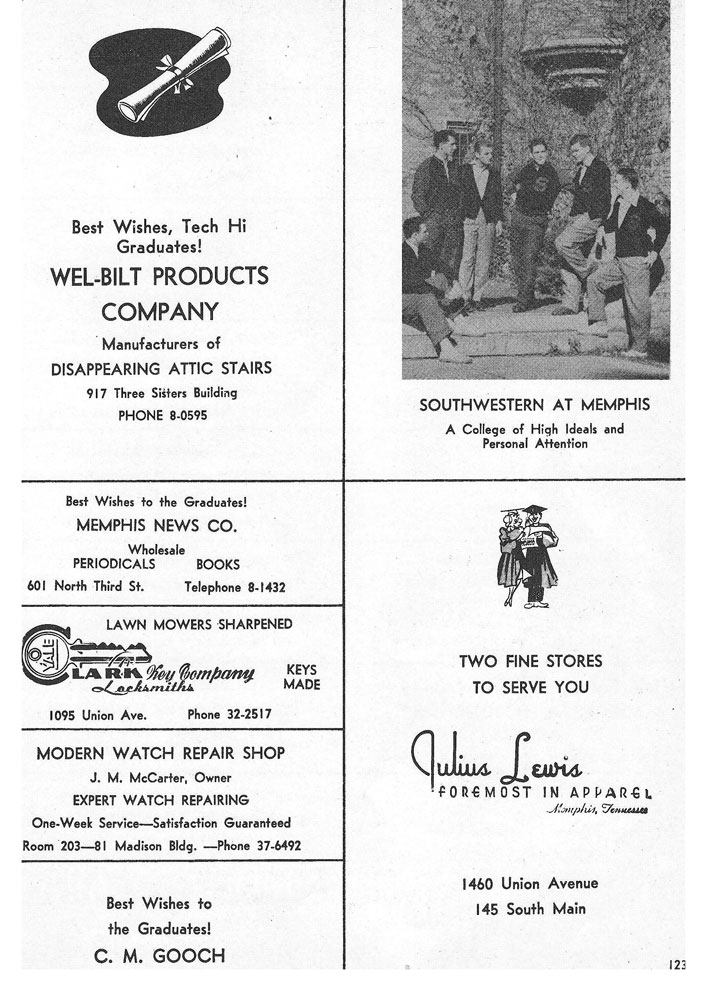 Best Wishes, Tech Hi
Graduates!
WEL-BILT PRODUCTS
COMPANY
Manufacturers of
DISAPPEARING ATTIC STAIRS
917 Three Sisters Building
PHONE 8-0595
SOUTHWESTERN AT MEMPHIS
A College of High Ideals and
Personal Attention
Best Wishes to the Graduates!
MEMPHIS NEWS CO.
Wholesale
PERIODICALS BOOKS
601 North Third St. Telephone 8-1432
LAWN MOWERS SHARPENED
YALE
CLARK Key Company
Locksmiths
KEYS
MADE
1095 Union Ave. Phone 32-2517
MODERN WATCH REPAIR SHOP
J. M. McCarter, Owner
EXPERT WATCH REPAIRING
One-Week Service—Satisfaction Guaranteed
Room 203—81 Madison Bldg. —Phone 37-6492
Best Wishes to
the Graduates!
C. M. GOOCH
TWO FINE STORES
TO SERVE YOU
Julius Lewis
FOREMOST IN APPAREL
Memphis, Tennessee
1460 Union Avenue
145 South Main
123